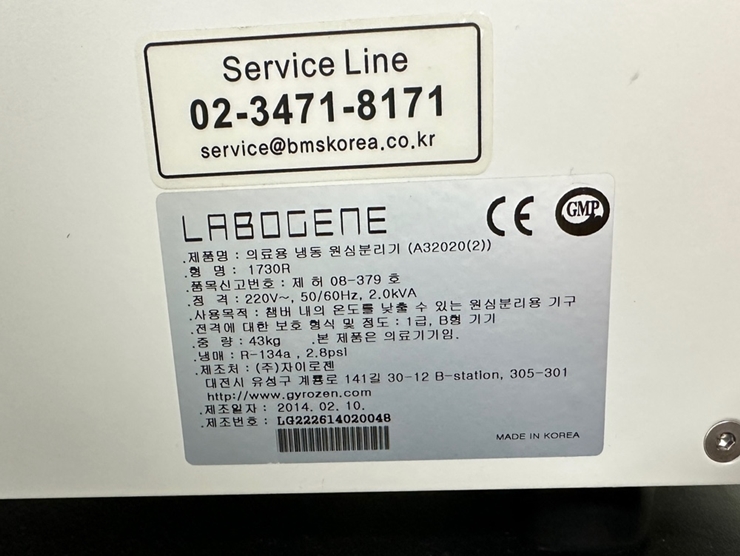 Service Line
02-3471-8171
service@bmskorea.co.kr
LABOGENE
CE
GMP
.제품명 : 의료용 냉동 원심분리기 (A32020(2))
.형 명 : 1730R
.품목신고번호 : 제 허 08-379 호
.정 격 : 220V~, 50/60Hz, 2.0kVA
.사용목적 : 챔버 내의 온도를 낮출 수 있는 원심분리용 기구
.전격에 대한 보호 형식 및 정도 : 1급, B형 기기
.중 량 : 43kg .본 제품은 의료기기임.
.냉매 : R-134a , 2.8psi
.제조처 : (주)자이로젠
대전시 유성구 계룡로 141길 30-12 B-station, 305-301
http://www.gyrozen.com
.제조일자 : 2014. 02. 10.
.제조번호 : LG222614020048
MADE IN KOREA